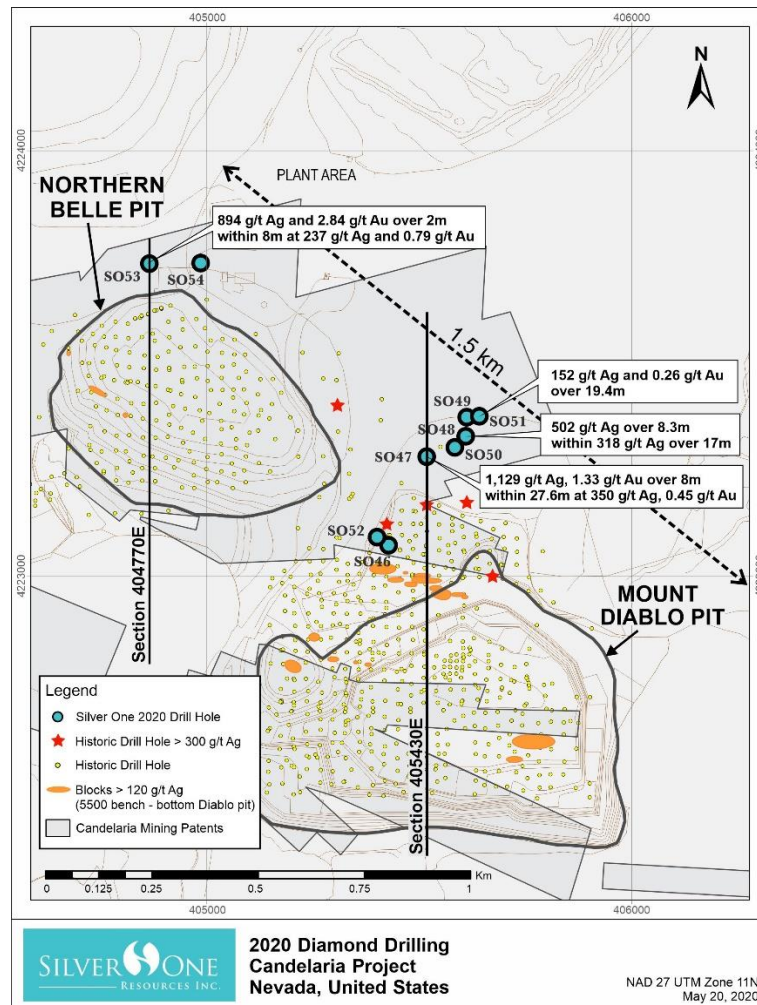 405000
406000
N
4224000
4224000
PLANT AREA
NORTHERN
BELLE PIT
894 g/t Ag and 2.84 g/t Au over 2m
within 8m at 237 g/t Ag and 0.79 g/t Au
SO53
SO54
1.5 km
152 g/t Ag and 0.26 g/t Au
over 19.4m
SO49
SO51
SO48
502 g/t Ag over 8.3m
within 318 g/t Ag over 17m
SO50
SO47
1,129 g/t Ag, 1.33 g/t Au over 8m
within 27.6m at 350 g/t Ag, 0.45 g/t Au
SO52
SO46
4223000
Section 404770E
MOUNT
DIABLO PIT
Section 405430E
Legend
Silver One 2020 Drill Hole
Historic Drill Hole > 300 g/t Ag
Historic Drill Hole
Blocks > 120 g/t Ag
(5500 bench - bottom Diablo pit)
Candelaria Mining Patents
Km
0 0.125 0.25 0.5 0.75 1
405000
406000
SILVER ONE
RESOURCES INC.
2020 Diamond Drilling
Candelaria Project
Nevada, United States
NAD 27 UTM Zone 11N
May 20, 2020